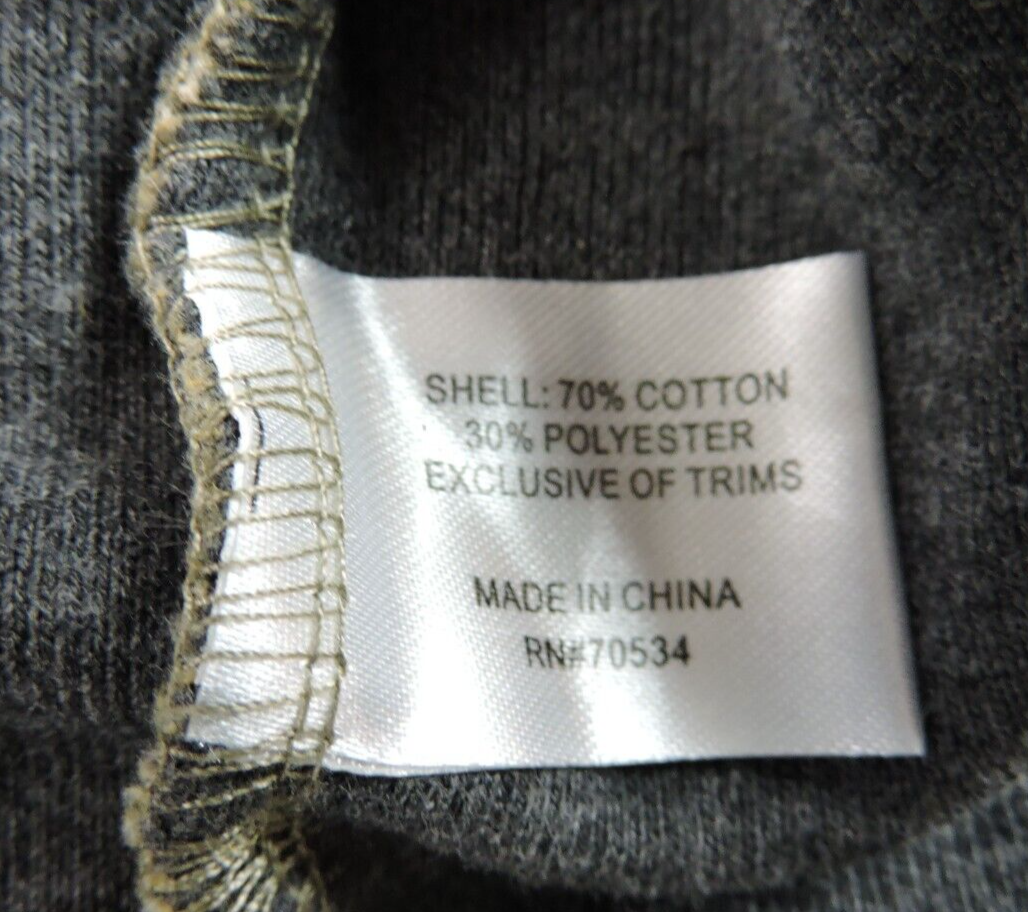 SHELL: 70% COTTON
30% POLYESTER
EXCLUSIVE OF TRIMS
MADE IN CHINA
RN#70534